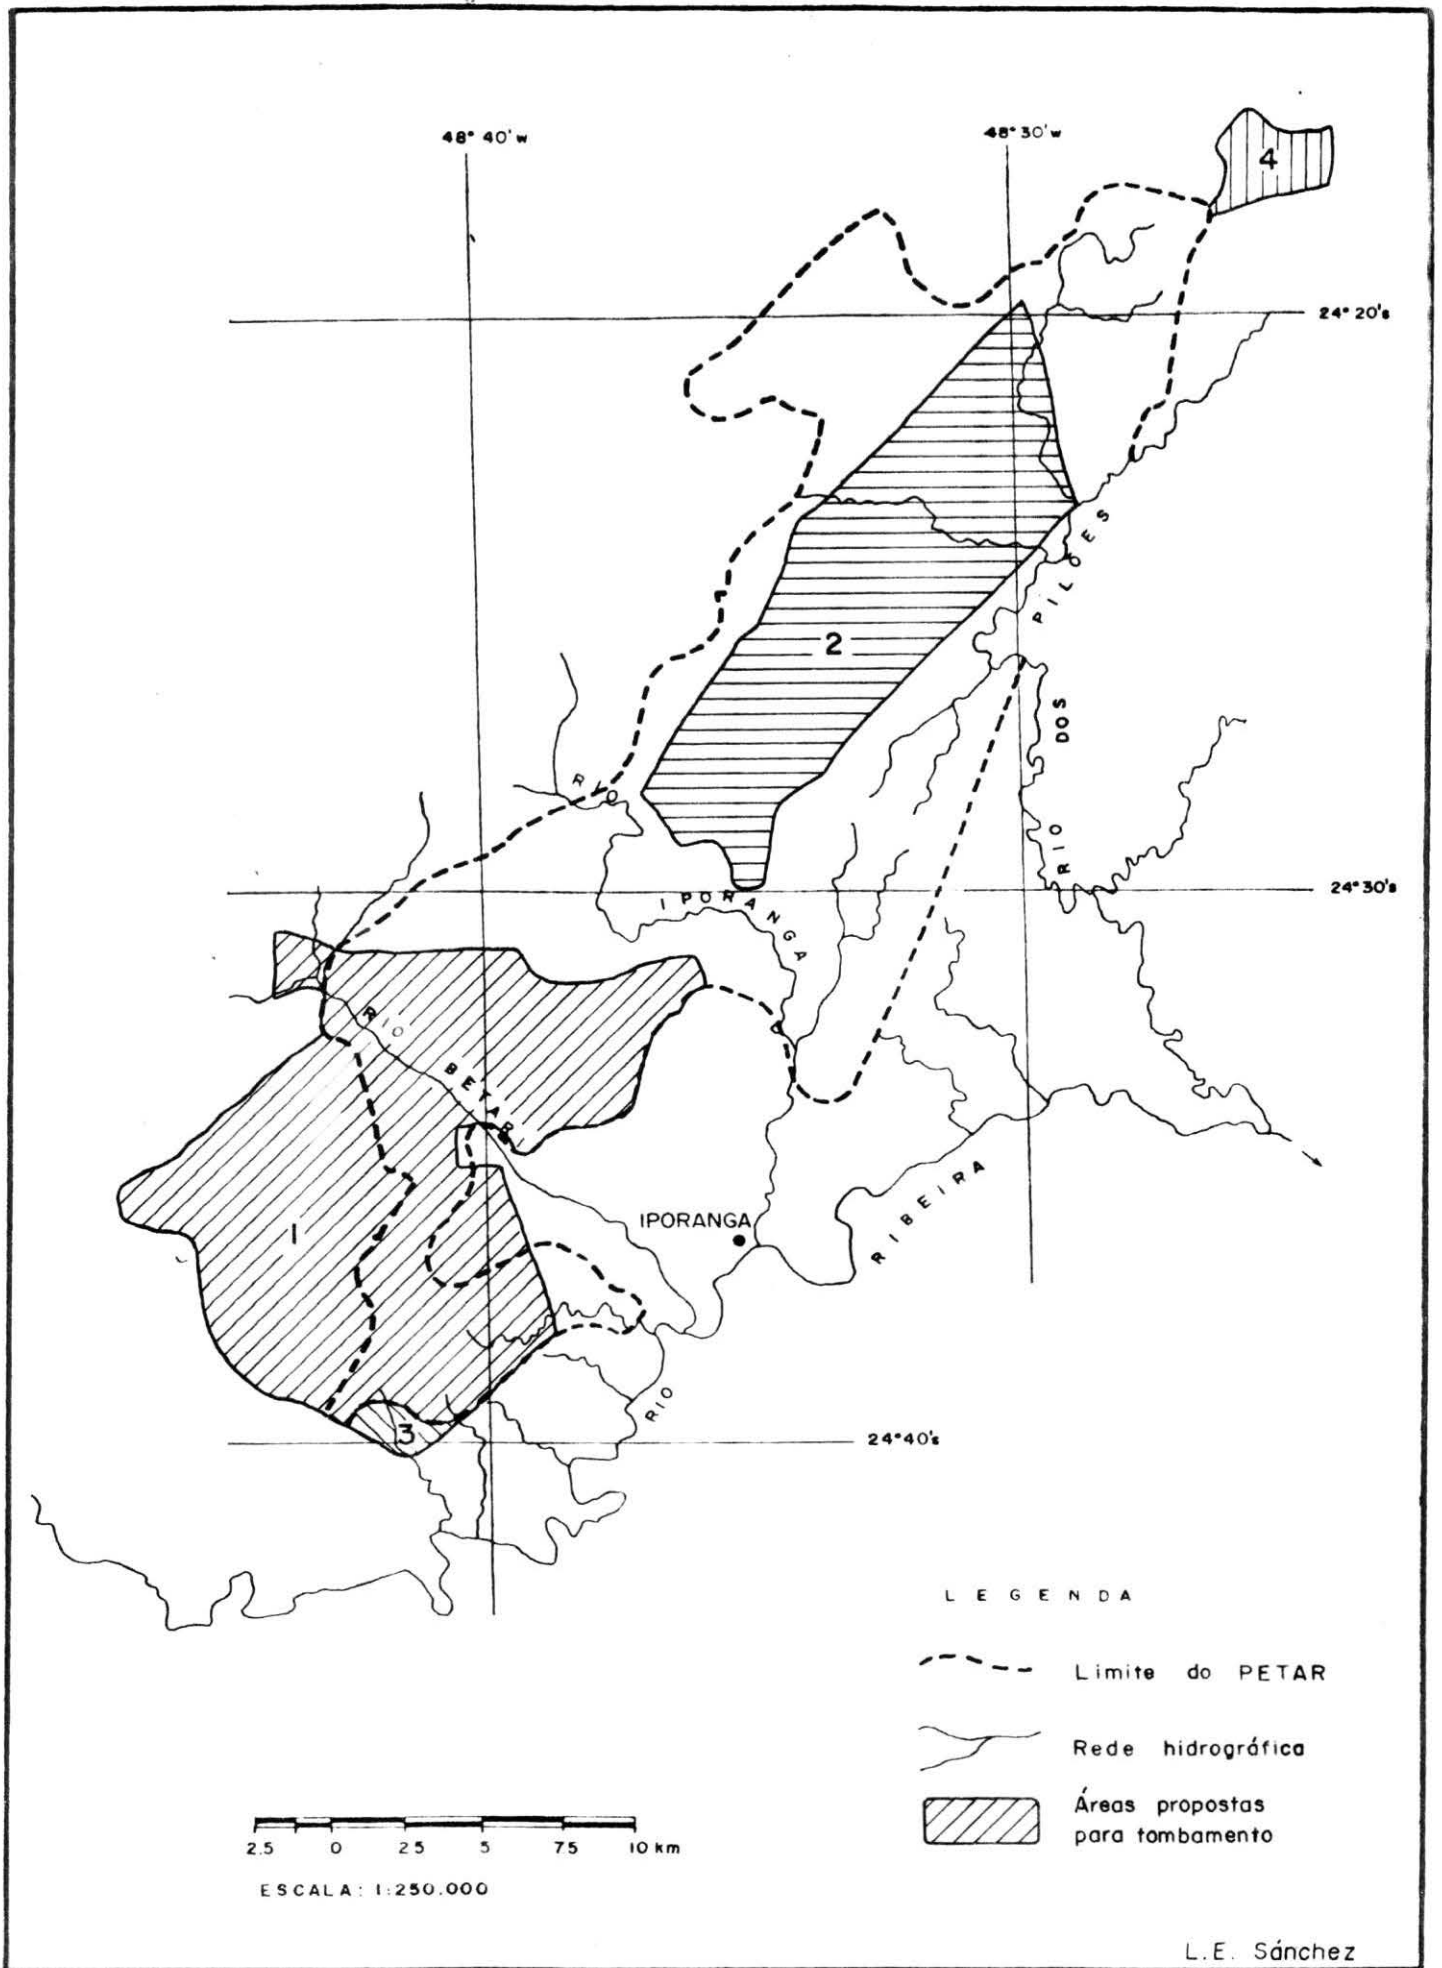 48° 40'w
48° 30'w
4
24° 20's
RIO DOS PILÕES
2
RIO IPORANGA
24° 30's
RIO BETAR
1
IPORANGA
RIO RIBEIRA
3
24° 40's
LEGENDA
Limite do PETAR
Rede hidrográfica
Áreas propostas
para tombamento
2.5 0 2.5 5 7.5 10 km
ESCALA: 1:250.000
L.E. Sánchez